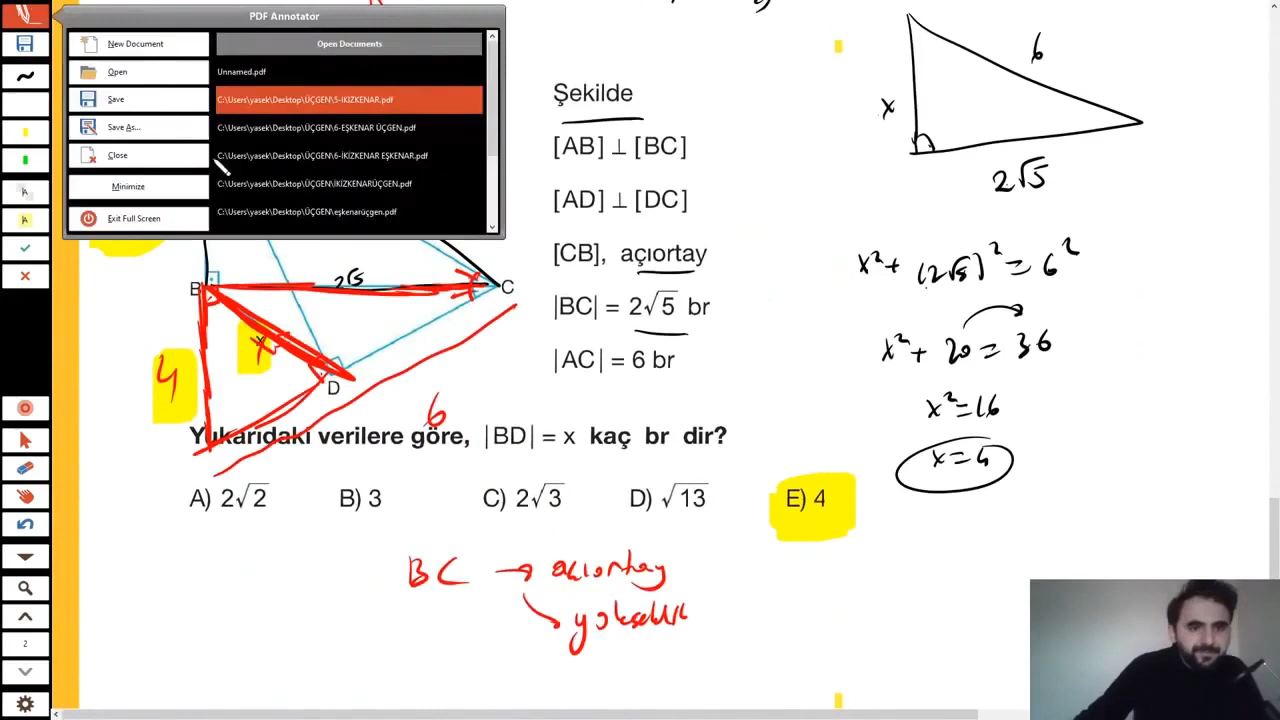 PDF Annotator
New Document
Open
Save
Save As...
Close
Minimize
Exit Full Screen
Open Documents
Unnamed.pdf
C:\Users\yasek\Desktop\ÜÇGEN\5-IKIZKENAR.pdf
C:\Users\yasek\Desktop\ÜÇGEN\6-EŞKENAR ÜÇGEN.pdf
C:\Users\yasek\Desktop\ÜÇGEN\6-İKİZKENAR EŞKENAR.pdf
C:\Users\yasek\Desktop\ÜÇGEN\İKİZKENARÜÇGEN.pdf
C:\Users\yasek\Desktop\ÜÇGEN\eşkenarüçgen.pdf
Şekilde
[AB] ⊥ [BC]
[AD] ⊥ [DC]
[CB], açıortay
|BC| = 2√5 br
|AC| = 6 br
B
2√5
C
4
x
D
6
Yukarıdaki verilere göre, |BD| = x kaç br dir?
A) 2√2 B) 3 C) 2√3 D) √13 E) 4
BC → açıortay
yükseklik
x
6
2√5
x² + (2√5)² = 6²
x² + 20 = 36
x² = 16
x = 4
2